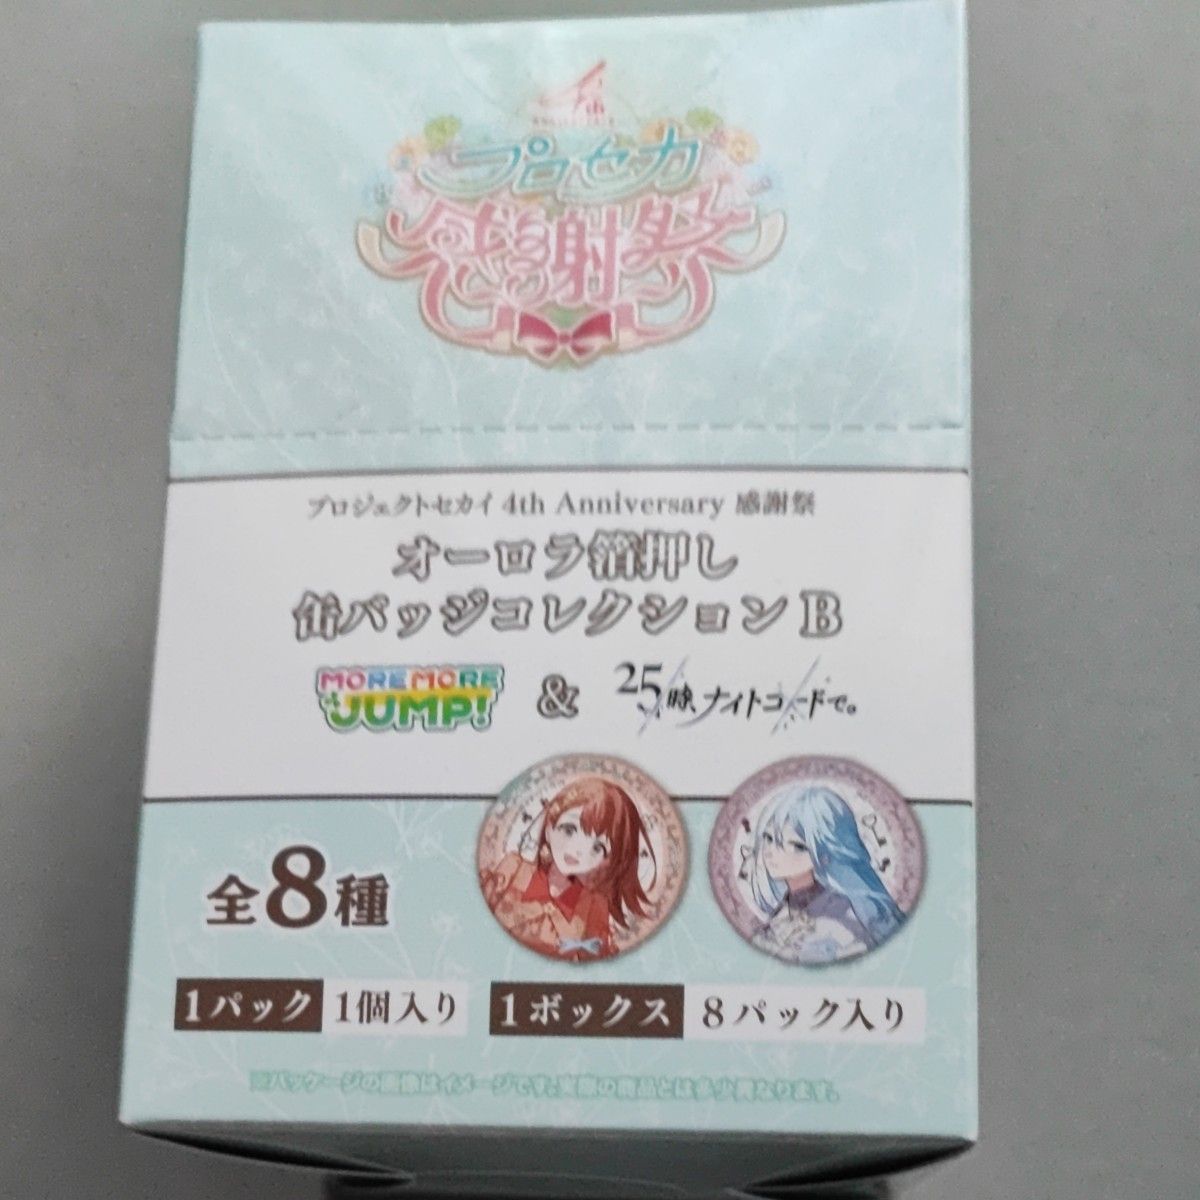 4th
プロセカ
感謝祭
プロジェクトセカイ 4th Anniversary 感謝祭
オーロラ箔押し
缶バッジコレクション B
MORE MORE JUMP! & 25時、ナイトコードで。
全8種
1パック 1個入り 1ボックス 8パック入り
※パッケージの画像はイメージです。実際の商品とは多少異なります。